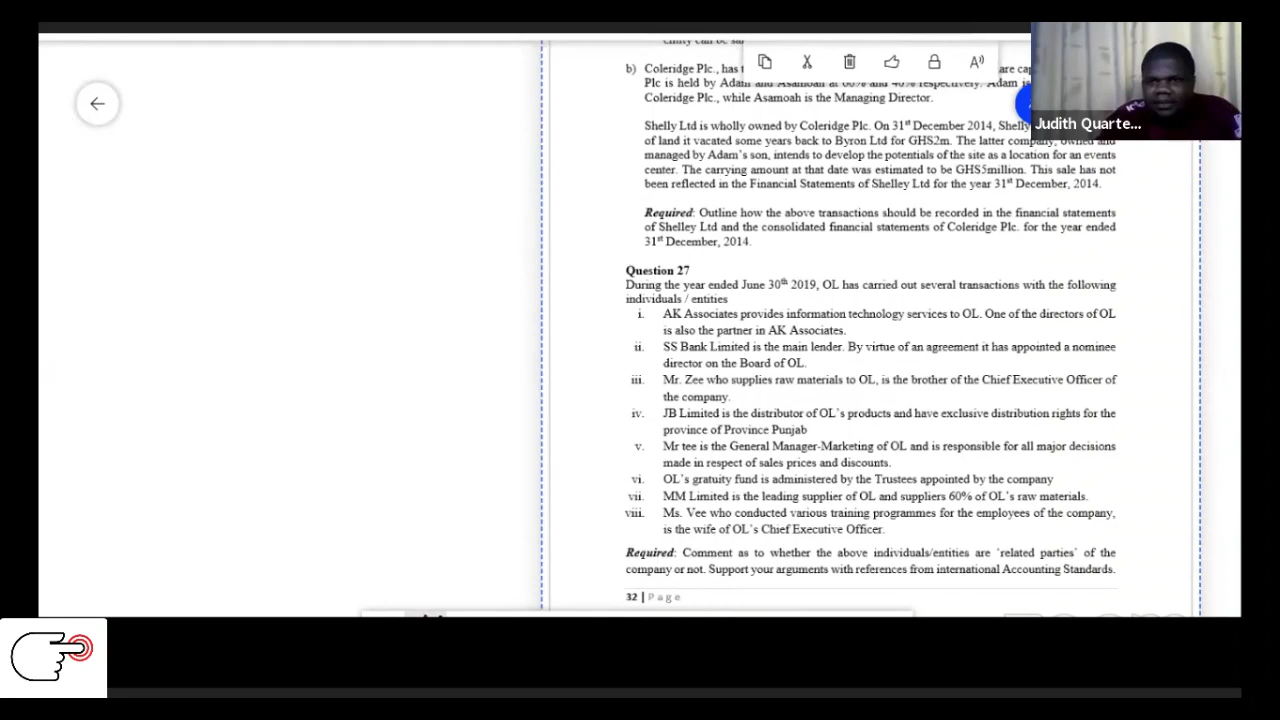 b) Coleridge Plc., has
Plc is held by Adam and Asamoah at 60% and 40% respectively. Adam is
Coleridge Plc., while Asamoah is the Managing Director.
Judith Quarte...
Shelly Ltd is wholly owned by Coleridge Plc. On 31st December 2014, Shelly
of land it vacated some years back to Byron Ltd for GHS2m. The latter company, owned and
managed by Adam's son, intends to develop the potentials of the site as a location for an events
center. The carrying amount at that date was estimated to be GHS5million. This sale has not
been reflected in the Financial Statements of Shelley Ltd for the year 31st December, 2014.
Required: Outline how the above transactions should be recorded in the financial statements
of Shelley Ltd and the consolidated financial statements of Coleridge Plc. for the year ended
31st December, 2014.
Question 27
During the year ended June 30th 2019, OL has carried out several transactions with the following
individuals / entities
i. AK Associates provides information technology services to OL. One of the directors of OL
is also the partner in AK Associates.
ii. SS Bank Limited is the main lender. By virtue of an agreement it has appointed a nominee
director on the Board of OL.
iii. Mr. Zee who supplies raw materials to OL, is the brother of the Chief Executive Officer of
the company.
iv. JB Limited is the distributor of OL's products and have exclusive distribution rights for the
province of Province Punjab
v. Mr tee is the General Manager-Marketing of OL and is responsible for all major decisions
made in respect of sales prices and discounts.
vi. OL's gratuity fund is administered by the Trustees appointed by the company
vii. MM Limited is the leading supplier of OL and suppliers 60% of OL's raw materials.
viii. Ms. Vee who conducted various training programmes for the employees of the company,
is the wife of OL's Chief Executive Officer.
Required: Comment as to whether the above individuals/entities are 'related parties' of the
company or not. Support your arguments with references from international Accounting Standards.
32 | Page